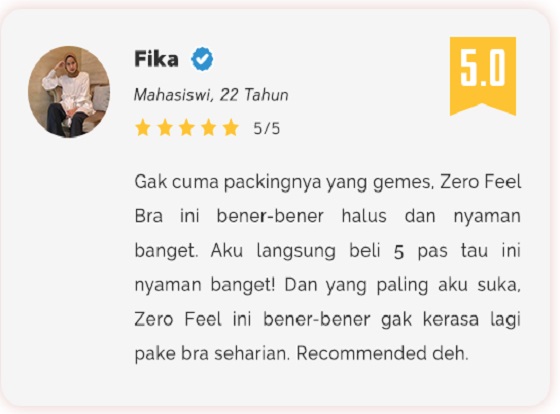 Fika
5.0
Mahasiswi, 22 Tahun
5/5
Gak cuma packingnya yang gemes, Zero Feel
Bra ini bener-bener halus dan nyaman
banget. Aku langsung beli 5 pas tau ini
nyaman banget! Dan yang paling aku suka,
Zero Feel ini bener-bener gak kerasa lagi
pake bra seharian. Recommended deh.